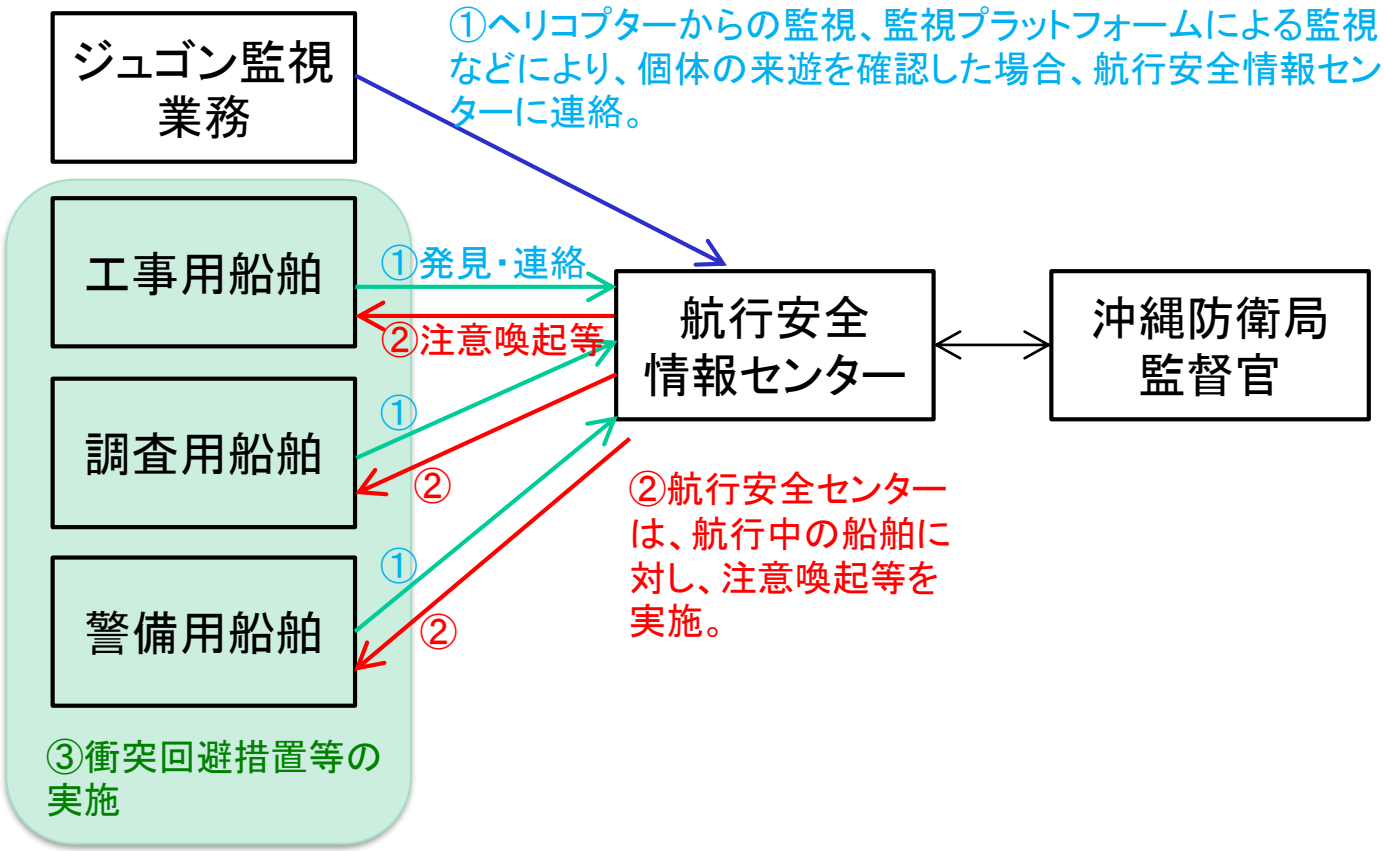 ジュゴン監視
業務
①ヘリコプターからの監視、監視プラットフォームによる監視
などにより、個体の来遊を確認した場合、航行安全情報セン
ターに連絡。
工事用船舶
①発見・連絡
②注意喚起等
航行安全
情報センター
沖縄防衛局
監督官
調査用船舶
①
②
警備用船舶
①
②
②航行安全センター
は、航行中の船舶に
対し、注意喚起等を
実施。
③衝突回避措置等の
実施